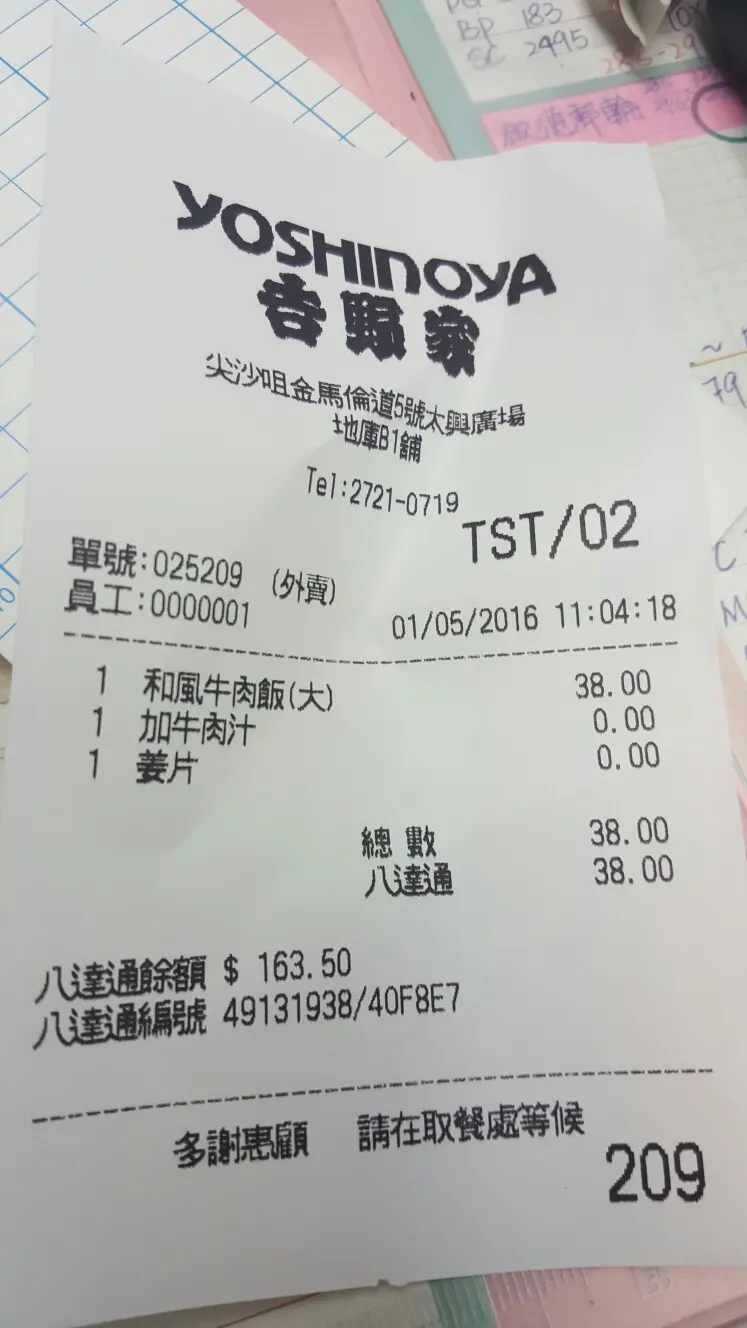 BP 183
SC 2495
YOSHINOYA
吉野家
尖沙咀金馬倫道5號太興廣場
地庫B1舖
Tel:2721-0719
TST/02
單號:025209 (外賣)
員工:0000001
01/05/2016 11:04:18
1 和風牛肉飯(大) 38.00
1 加牛肉汁 0.00
1 姜片 0.00
總數 38.00
八達通 38.00
八達通餘額 $ 163.50
八達通編號 49131938/40F8E7
多謝惠顧 請在取餐處等候
209